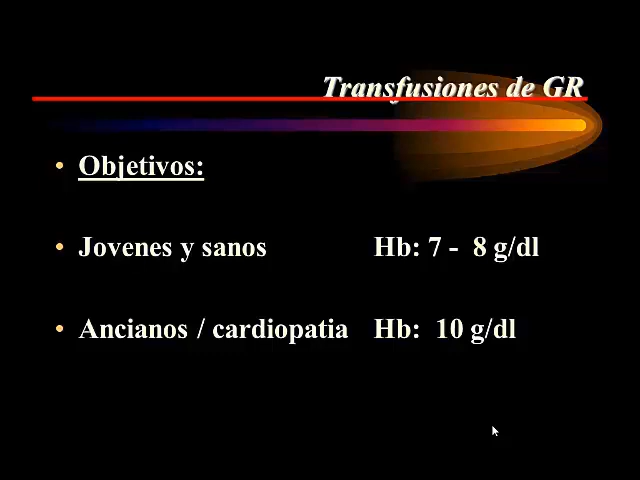 Transfusiones de GR
• Objetivos:
• Jovenes y sanos Hb: 7 - 8 g/dl
• Ancianos / cardiopatia Hb: 10 g/dl